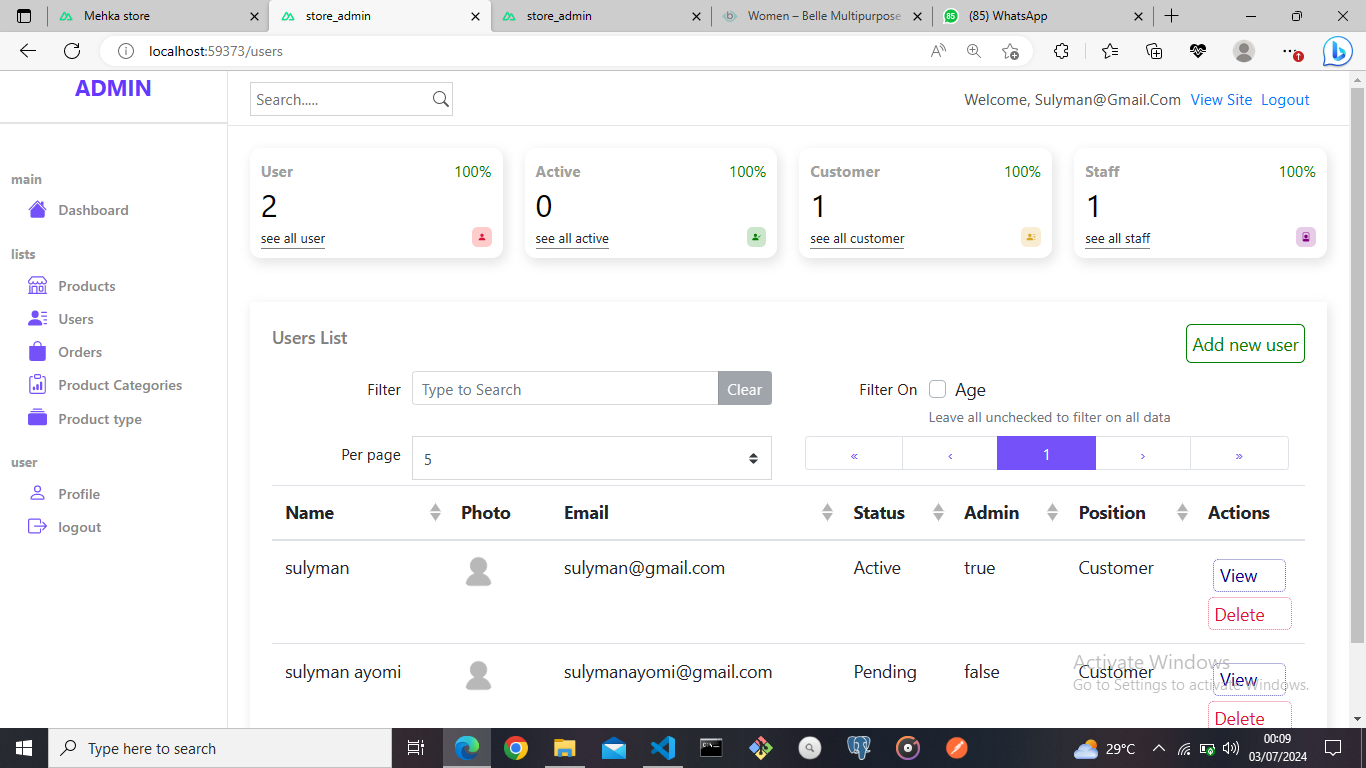 Mehka store
store_admin
store_admin
Women – Belle Multipurpose
(85) WhatsApp
localhost:59373/users
ADMIN
Search.....
Welcome, Sulyman@Gmail.Com View Site Logout
main
Dashboard
lists
Products
Users
Orders
Product Categories
Product type
user
Profile
logout
User 100%
2
see all user
Active 100%
0
see all active
Customer 100%
1
see all customer
Staff 100%
1
see all staff
Users List
Add new user
Filter Type to Search Clear
Filter On Age
Leave all unchecked to filter on all data
Per page 5
« ‹ 1 › »
Name Photo Email Status Admin Position Actions
sulyman sulyman@gmail.com Active true Customer View
Delete
sulyman ayomi sulymanayomi@gmail.com Pending false Customer View
Delete
Activate Windows
Go to Settings to activate Windows.
Type here to search
29°C
00:09
03/07/2024